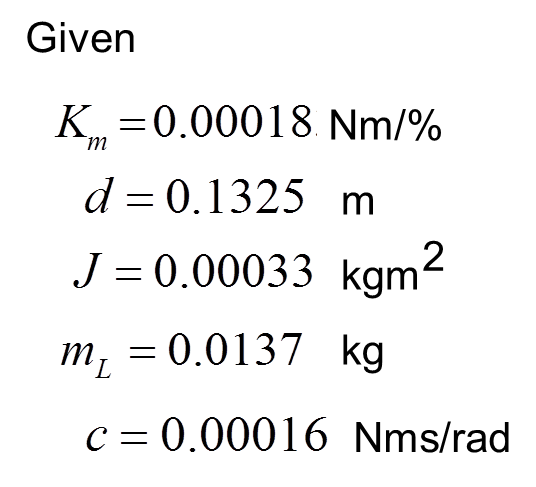 Given
K_m = 0.00018 Nm/%
d = 0.1325 m
J = 0.00033 kgm²
m_L = 0.0137 kg
c = 0.00016 Nms/rad